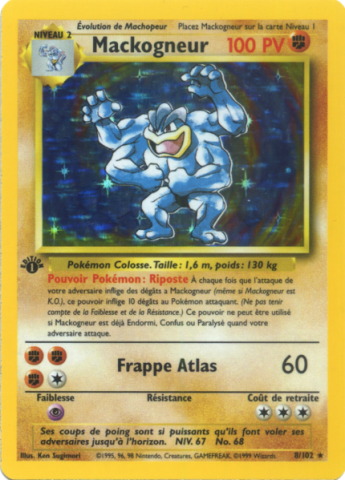 Évolution de Machopeur Placez Mackogneur sur la carte Niveau 1
NIVEAU 2
Mackogneur 100 PV
EDITION 1
Pokémon Colosse. Taille : 1,6 m, poids : 130 kg
Pouvoir Pokémon : Riposte À chaque fois que l'attaque de
votre adversaire inflige des dégâts à Mackogneur (même si Mackogneur est
K.O.), ce pouvoir inflige 10 dégâts au Pokémon attaquant. (Ne pas tenir
compte de la Faiblesse et de la Résistance.) Ce pouvoir ne peut être utilisé
si Mackogneur est déjà Endormi, Confus ou Paralysé quand votre
adversaire attaque.
Frappe Atlas 60
Faiblesse Résistance Coût de retraite
Ses coups de poing sont si puissants qu'ils font voler ses
adversaires jusqu'à l'horizon. NIV. 67 No. 68
Illus. Ken Sugimori ©1995, 96, 98 Nintendo, Creatures, GAMEFREAK. ©1999 Wizards. 8/102